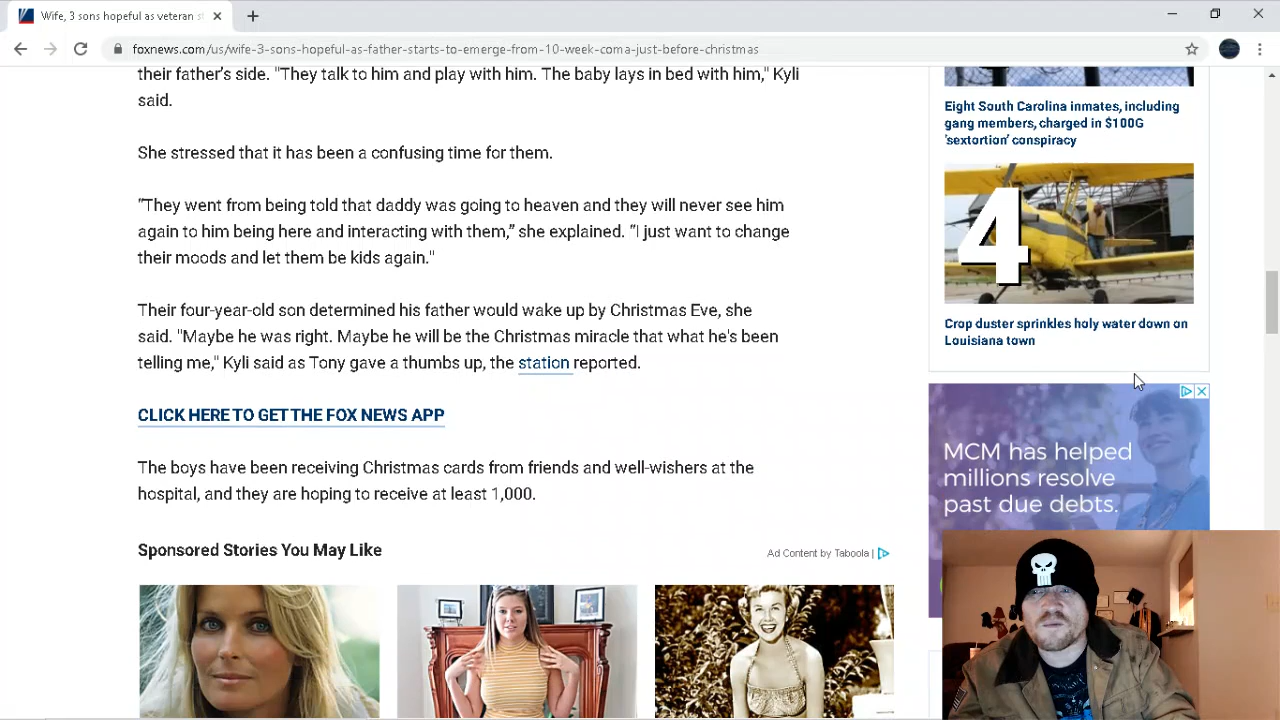 Wife, 3 sons hopeful as veteran s
foxnews.com/us/wife-3-sons-hopeful-as-father-starts-to-emerge-from-10-week-coma-just-before-christmas
their father's side. "They talk to him and play with him. The baby lays in bed with him," Kyli
said.
She stressed that it has been a confusing time for them.
“They went from being told that daddy was going to heaven and they will never see him
again to him being here and interacting with them,” she explained. “I just want to change
their moods and let them be kids again."
Their four-year-old son determined his father would wake up by Christmas Eve, she
said. "Maybe he was right. Maybe he will be the Christmas miracle that what he's been
telling me," Kyli said as Tony gave a thumbs up, the station reported.
CLICK HERE TO GET THE FOX NEWS APP
The boys have been receiving Christmas cards from friends and well-wishers at the
hospital, and they are hoping to receive at least 1,000.
Sponsored Stories You May Like
Ad Content by Taboola |
Eight South Carolina inmates, including
gang members, charged in $100G
'sextortion' conspiracy
4
Crop duster sprinkles holy water down on
Louisiana town
MCM has helped
millions resolve
past due debts.